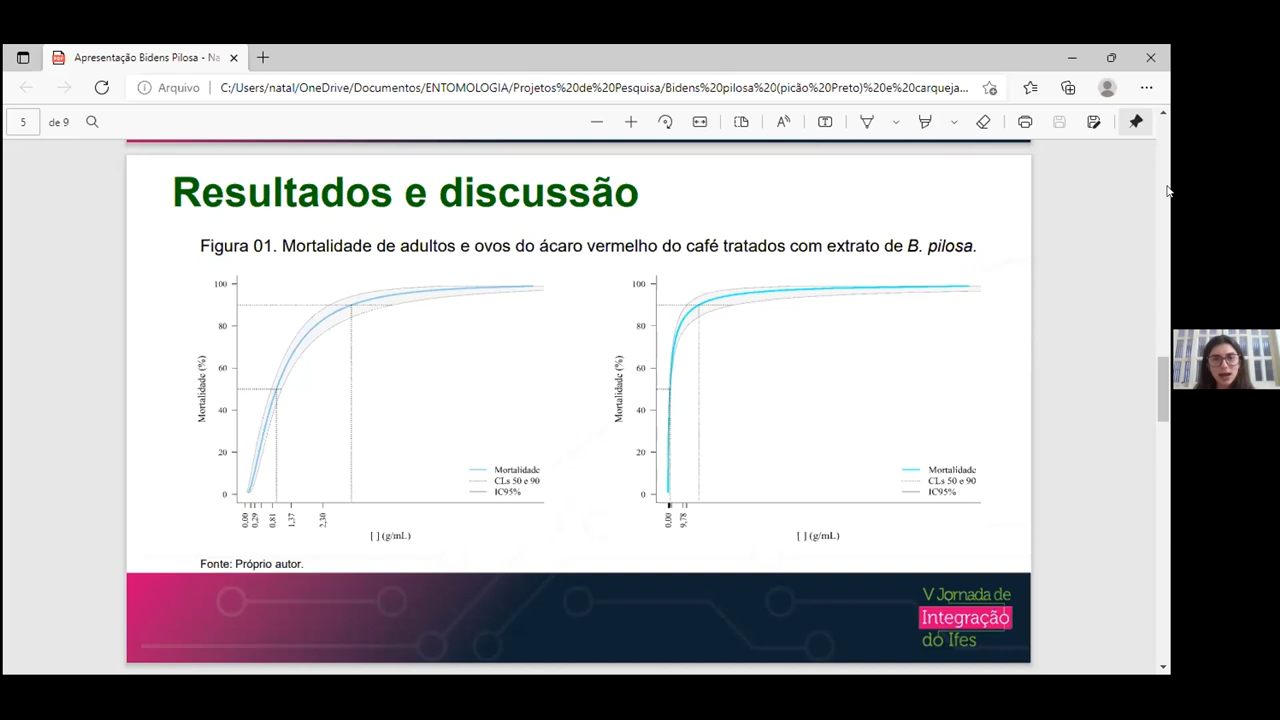 Apresentação Bidens Pilosa - Na
Arquivo
C:/Users/natal/OneDrive/Documentos/ENTOMOLOGIA/Projetos%20de%20Pesquisa/Bidens%20pilosa%20(picão%20Preto)%20e%20carqueja...
5 de 9
Resultados e discussão
Figura 01. Mortalidade de adultos e ovos do ácaro vermelho do café tratados com extrato de B. pilosa.
100
80
60
40
20
0
Mortalidade (%)
Mortalidade
CLs 50 e 90
IC95%
0,00
0,29
0,81
1,37
2,30
[ ] (g/mL)
100
80
60
40
20
0
Mortalidade (%)
Mortalidade
CLs 50 e 90
IC95%
0,00
9,78
[ ] (g/mL)
Fonte: Próprio autor.
V Jornada de
Integração
do Ifes